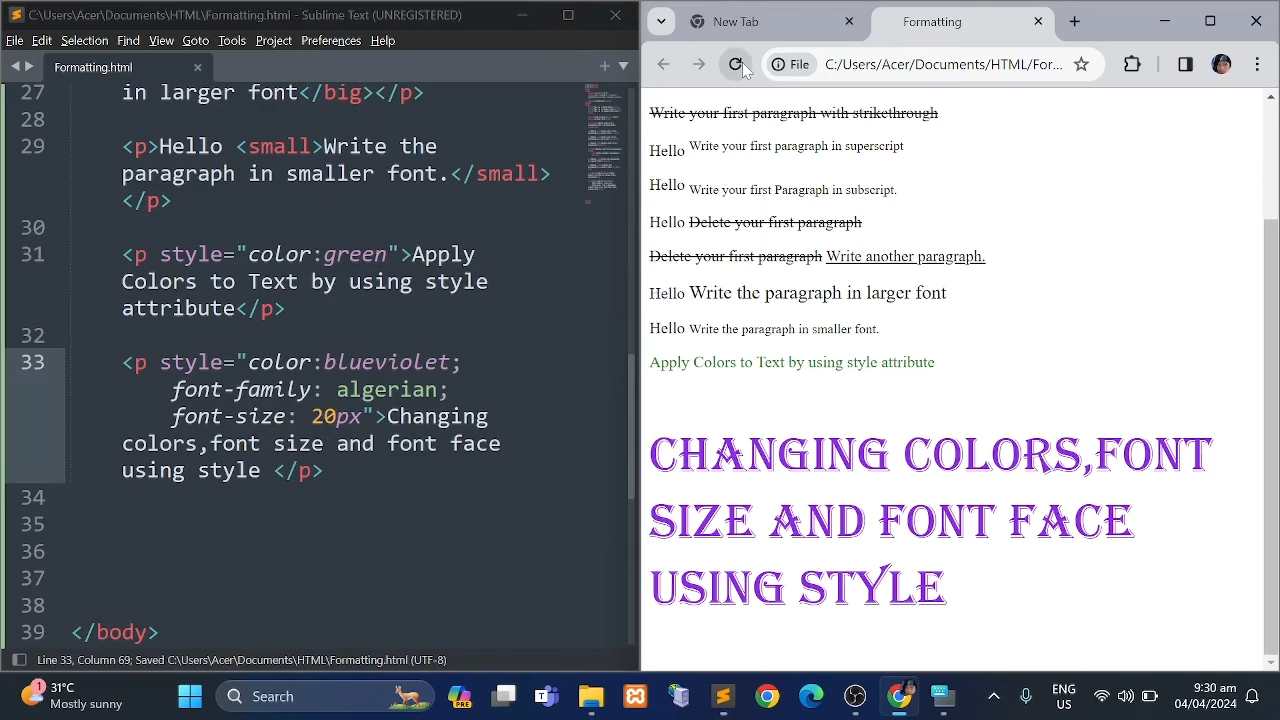 C:\Users\Acer\Documents\HTML\Formatting.html - Sublime Text (UNREGISTERED)
File Edit Selection Find View Goto Tools Project Preferences Help
Formatting.html
27 in larger font</big></p>
28
29 <p>Hello <small>Write the
paragraph in smaller font.</small>
</p>
30
31 <p style="color:green">Apply
Colors to Text by using style
attribute</p>
32
33 <p style="color:blueviolet;
font-family: algerian;
font-size: 20px">Changing
colors,font size and font face
using style </p>
34
35
36
37
38
39 </body>
Line 33, Column 69; Saved C:\Users\Acer\Documents\HTML\Formatting.html (UTF-8)
New Tab
Formatting
File
C:/Users/Acer/Documents/HTML/For...
Write your first paragraph with strikethrough
Hello Write your first paragraph in superscript
Hello Write your first paragraph in subscript.
Hello Delete your first paragraph
Delete your first paragraph Write another paragraph.
Hello Write the paragraph in larger font
Hello Write the paragraph in smaller font.
Apply Colors to Text by using style attribute
CHANGING COLORS,FONT
SIZE AND FONT FACE
USING STYLE
1
31°C
Search
PRE
ENG
US
9:30 am
04/07/2024